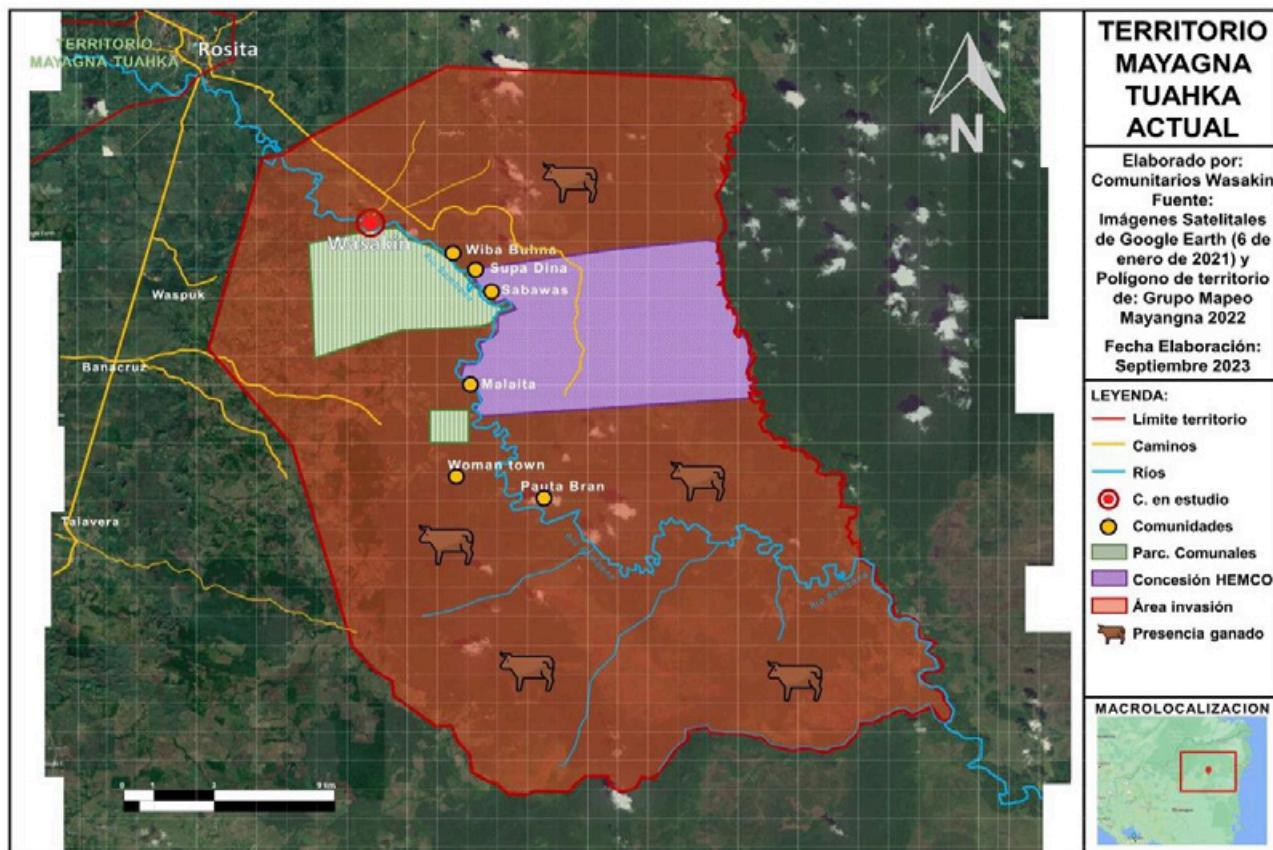 TERRITORIO
MAYAGNA TUAHKA
Rosita
Wasakin
Wiba Buhna
Supa Dina
Sabawas
Waspuk
Banacruz
Malaita
Woman town
Pauta Bran
Talavera
N
TERRITORIO
MAYAGNA
TUAHKA
ACTUAL
Elaborado por:
Comunitarios Wasakin
Fuente:
Imágenes Satelitales
de Google Earth (6 de
enero de 2021) y
Polígono de territorio
de: Grupo Mapeo
Mayangna 2022
Fecha Elaboración:
Septiembre 2023
LEYENDA:
Límite territorio
Caminos
Ríos
C. en estudio
Comunidades
Parc. Comunales
Concesión HEMCO
Área invasión
Presencia ganado
MACROLOCALIZACION